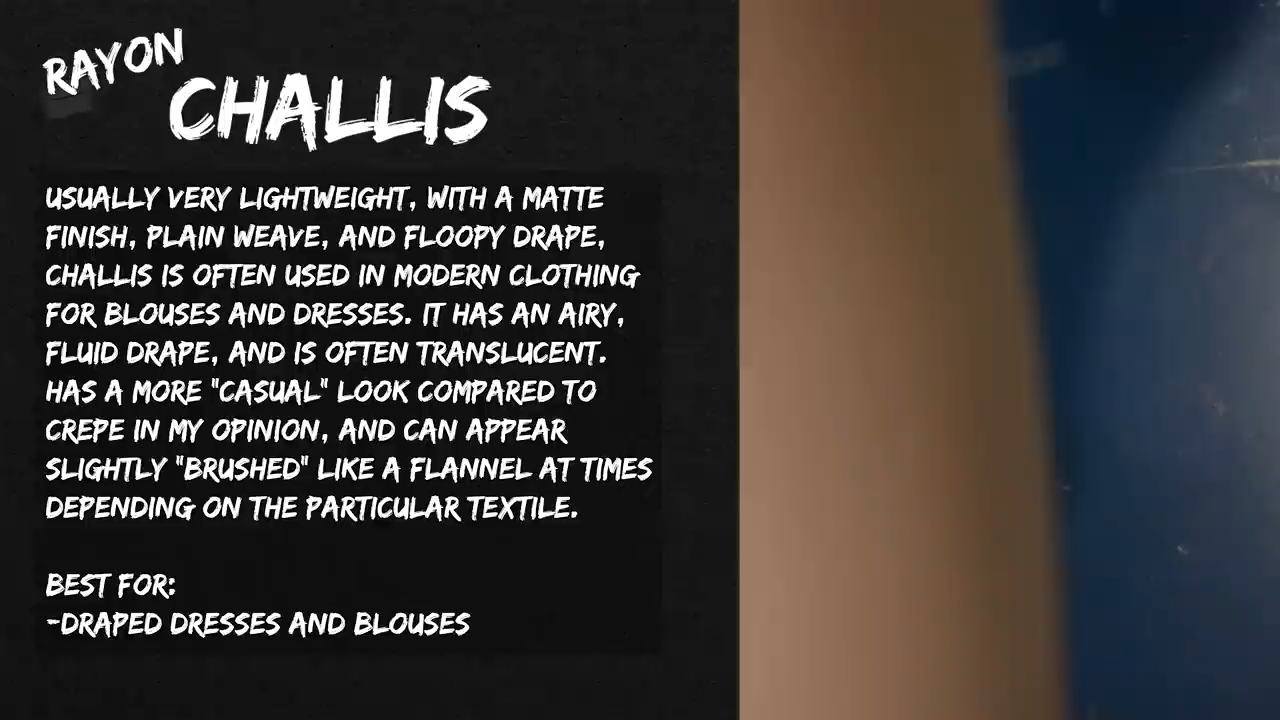 RAYON
CHALLIS
USUALLY VERY LIGHTWEIGHT, WITH A MATTE
FINISH, PLAIN WEAVE, AND FLOOPY DRAPE,
CHALLIS IS OFTEN USED IN MODERN CLOTHING
FOR BLOUSES AND DRESSES. IT HAS AN AIRY,
FLUID DRAPE, AND IS OFTEN TRANSLUCENT.
HAS A MORE "CASUAL" LOOK COMPARED TO
CREPE IN MY OPINION, AND CAN APPEAR
SLIGHTLY "BRUSHED" LIKE A FLANNEL AT TIMES
DEPENDING ON THE PARTICULAR TEXTILE.
BEST FOR:
-DRAPED DRESSES AND BLOUSES